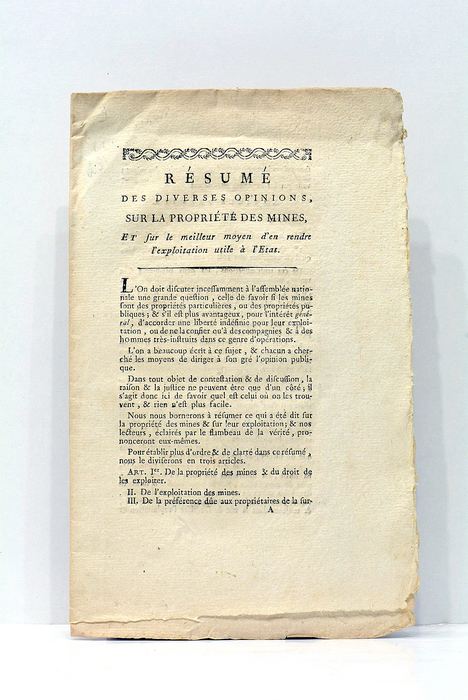 RÉSUMÉ
DES DIVERSES OPINIONS,
SUR LA PROPRIÉTÉ DES MINES,
ET ſur le meilleur moyen d'en rendre
l'exploitation utile à l'Etat.
L'On doit diſcuter inceſſamment à l'aſſemblée natio-
nale une grande queſtion, celle de ſavoir ſi les mines
ſont des propriétés particulières, ou des propriétés pu-
bliques; & s'il eſt plus avantageux, pour l'intérêt géné-
ral, d'accorder une liberté indéfinie pour leur exploi-
tation, ou de ne la confier qu'à des compagnies & à des
hommes très-inſtruits dans ce genre d'opérations.
L'on a beaucoup écrit à ce ſujet, & chacun a cher-
ché les moyens de diriger à ſon gré l'opinion publi-
que.
Dans tout objet de conteſtation & de diſcuſſion, la
raiſon & la juſtice ne peuvent être que d'un côté; il
s'agit donc ici de ſavoir quel eſt celui où on les trou-
vent, & rien n'eſt plus facile.
Nous nous bornerons à réſumer ce qui a été dit ſur
la propriété des mines & ſur leur exploitation; & nos
lecteurs, éclairés par le flambeau de la vérité, pro-
nonceront eux-mêmes.
Pour établir plus d'ordre & de clarté dans ce réſumé,
nous le diviſerons en trois articles.
ART. Ier. De la propriété des mines & du droit de
les exploiter.
II. De l'exploitation des mines.
III. De la préférence dûe aux propriétaires de la ſur-
A